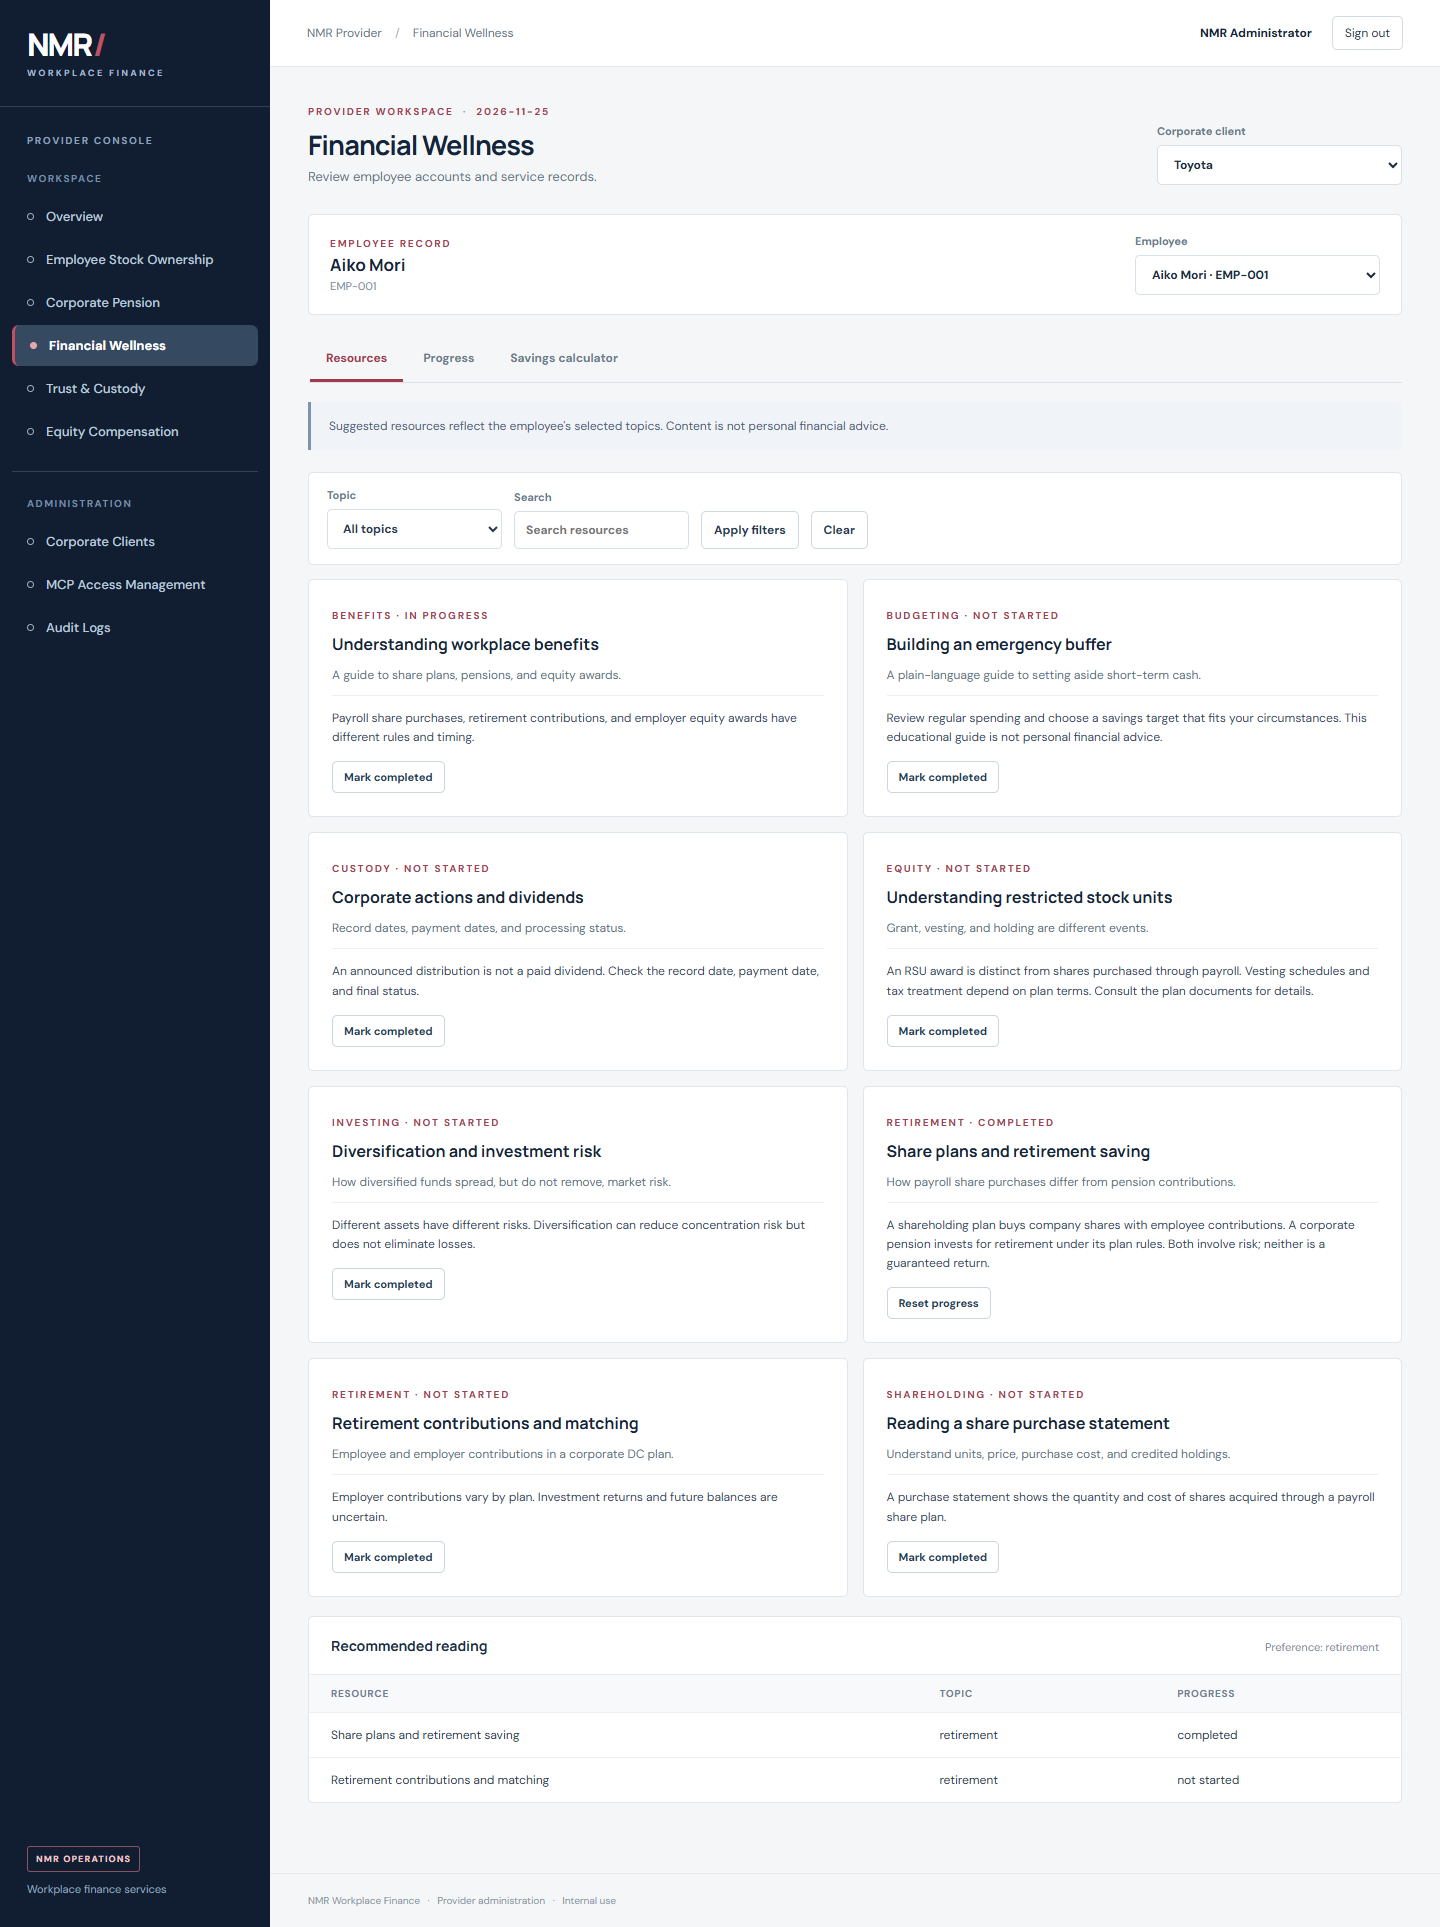 NMR/
WORKPLACE FINANCE
PROVIDER CONSOLE
WORKSPACE
Overview
Employee Stock Ownership
Corporate Pension
Financial Wellness
Trust & Custody
Equity Compensation
ADMINISTRATION
Corporate Clients
MCP Access Management
Audit Logs
NMR OPERATIONS
Workplace finance services
NMR Provider / Financial Wellness
NMR Administrator
Sign out
PROVIDER WORKSPACE · 2026-11-25
Financial Wellness
Review employee accounts and service records.
Corporate client
Toyota
EMPLOYEE RECORD
Aiko Mori
EMP-001
Employee
Aiko Mori · EMP-001
Resources Progress Savings calculator
Suggested resources reflect the employee's selected topics. Content is not personal financial advice.
Topic
All topics
Search
Search resources
Apply filters
Clear
BENEFITS · IN PROGRESS
Understanding workplace benefits
A guide to share plans, pensions, and equity awards.
Payroll share purchases, retirement contributions, and employer equity awards have
different rules and timing.
Mark completed
BUDGETING · NOT STARTED
Building an emergency buffer
A plain-language guide to setting aside short-term cash.
Review regular spending and choose a savings target that fits your circumstances. This
educational guide is not personal financial advice.
Mark completed
CUSTODY · NOT STARTED
Corporate actions and dividends
Record dates, payment dates, and processing status.
An announced distribution is not a paid dividend. Check the record date, payment date,
and final status.
Mark completed
EQUITY · NOT STARTED
Understanding restricted stock units
Grant, vesting, and holding are different events.
An RSU award is distinct from shares purchased through payroll. Vesting schedules and
tax treatment depend on plan terms. Consult the plan documents for details.
Mark completed
INVESTING · NOT STARTED
Diversification and investment risk
How diversified funds spread, but do not remove, market risk.
Different assets have different risks. Diversification can reduce concentration risk but
does not eliminate losses.
Mark completed
RETIREMENT · COMPLETED
Share plans and retirement saving
How payroll share purchases differ from pension contributions.
A shareholding plan buys company shares with employee contributions. A corporate
pension invests for retirement under its plan rules. Both involve risk; neither is a
guaranteed return.
Reset progress
RETIREMENT · NOT STARTED
Retirement contributions and matching
Employee and employer contributions in a corporate DC plan.
Employer contributions vary by plan. Investment returns and future balances are
uncertain.
Mark completed
SHAREHOLDING · NOT STARTED
Reading a share purchase statement
Understand units, price, purchase cost, and credited holdings.
A purchase statement shows the quantity and cost of shares acquired through a payroll
share plan.
Mark completed
Recommended reading
Preference: retirement
RESOURCE TOPIC PROGRESS
Share plans and retirement saving retirement completed
Retirement contributions and matching retirement not started
NMR Workplace Finance · Provider administration · Internal use